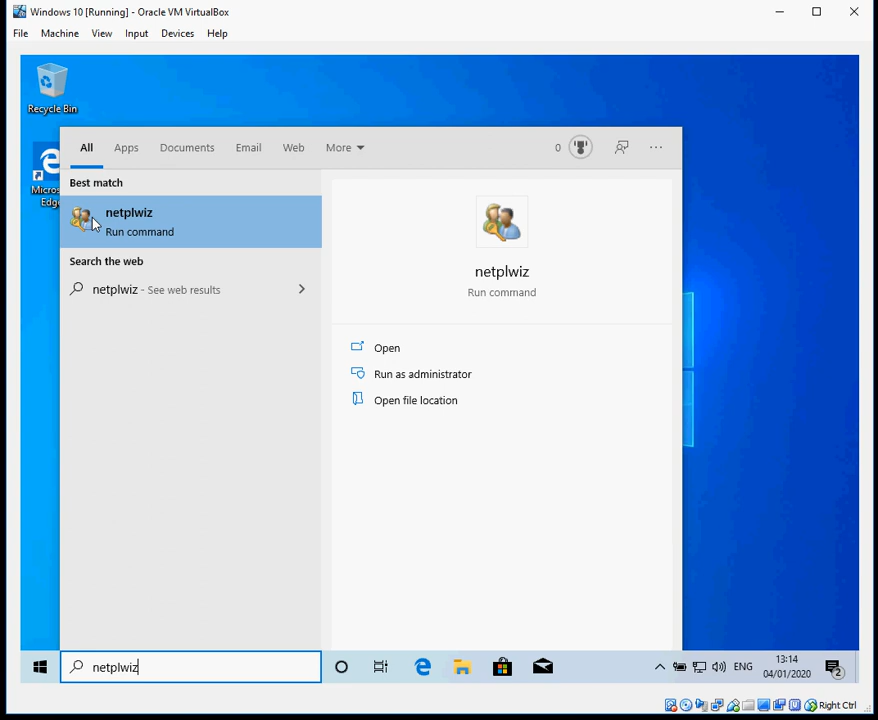 Windows 10 [Running] - Oracle VM VirtualBox
File Machine View Input Devices Help
Recycle Bin
Micros
Edge
All Apps Documents Email Web More 0 ...
Best match
netplwiz
Run command
Search the web
netplwiz - See web results
netplwiz
Run command
Open
Run as administrator
Open file location
netplwiz
ENG
13:14
04/01/2020
2
Right Ctrl